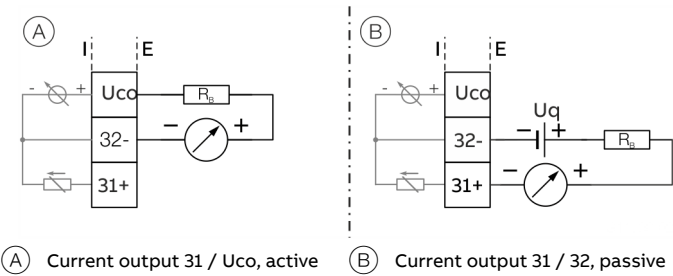 A
B
I E
I E
- +
Uco
R_B
- +
Uco
Uq
32-
- +
32-
- +
R_B
31+
31+
- +
A Current output 31 / Uco, active
B Current output 31 / 32, passive